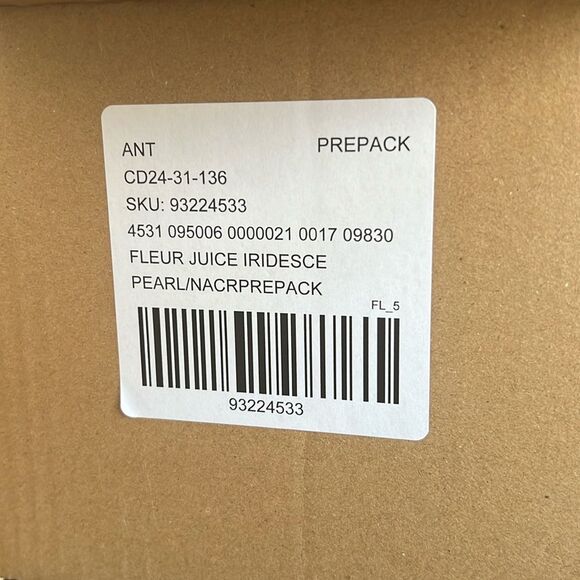 ANT PREPACK
CD24-31-136
SKU: 93224533
4531 095006 0000021 0017 09830
FLEUR JUICE IRIDESCE
PEARL/NACRPREPACK
FL_5
93224533